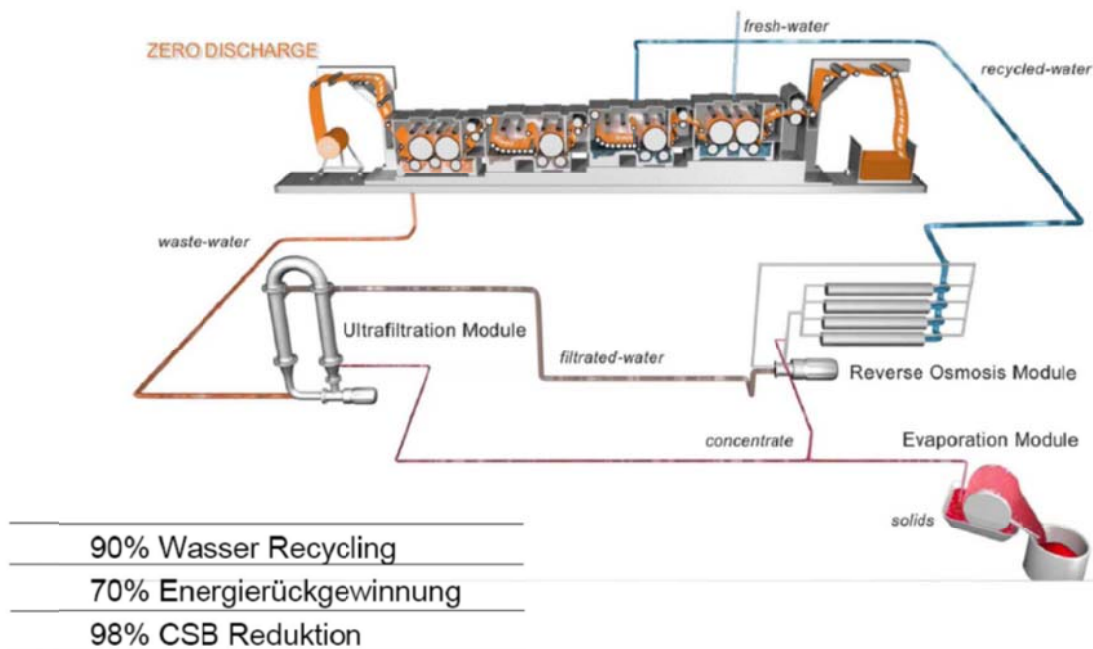 fresh-water
ZERO DISCHARGE
recycled-water
waste-water
Ultrafiltration Module
filtrated-water
Reverse Osmosis Module
concentrate
Evaporation Module
solids
90% Wasser Recycling
70% Energierückgewinnung
98% CSB Reduktion